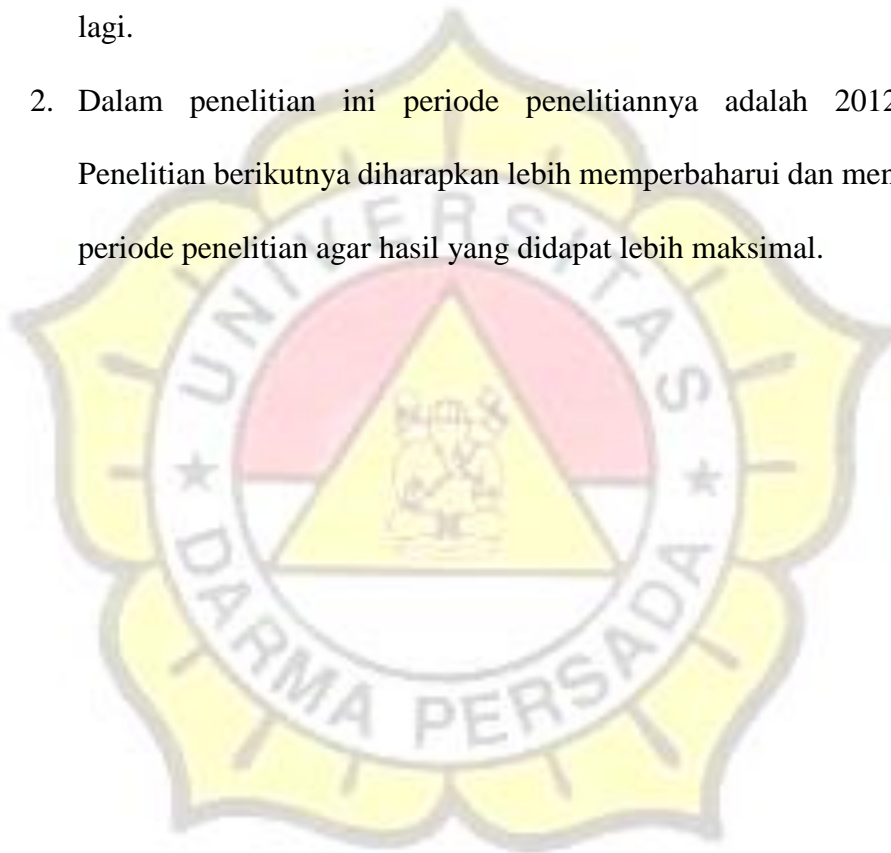 lagi.
2. Dalam penelitian ini periode penelitiannya adalah 2012
Penelitian berikutnya diharapkan lebih memperbaharui dan men
periode penelitian agar hasil yang didapat lebih maksimal.
UNIVERSITAS
DARMA PERSADA